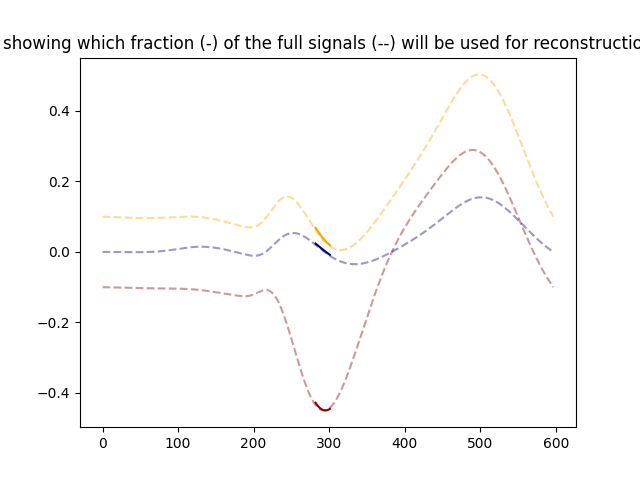 showing which fraction (-) of the full signals (--) will be used for
0.4
0.2
0.0
−0.2
−0.4
0 100 200 300 400 500 600